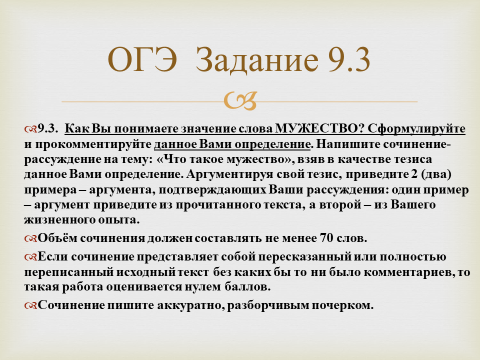 ОГЭ Задание 9.3
9.3. Как Вы понимаете значение слова МУЖЕСТВО? Сформулируйте
и прокомментируйте данное Вами определение. Напишите сочинение-
рассуждение на тему: «Что такое мужество», взяв в качестве тезиса
данное Вами определение. Аргументируя свой тезис, приведите 2 (два)
примера – аргумента, подтверждающих Ваши рассуждения: один пример
– аргумент приведите из прочитанного текста, а второй – из Вашего
жизненного опыта.
Объём сочинения должен составлять не менее 70 слов.
Если сочинение представляет собой пересказанный или полностью
переписанный исходный текст без каких бы то ни было комментариев, то
такая работа оценивается нулем баллов.
Сочинение пишите аккуратно, разборчивым почерком.